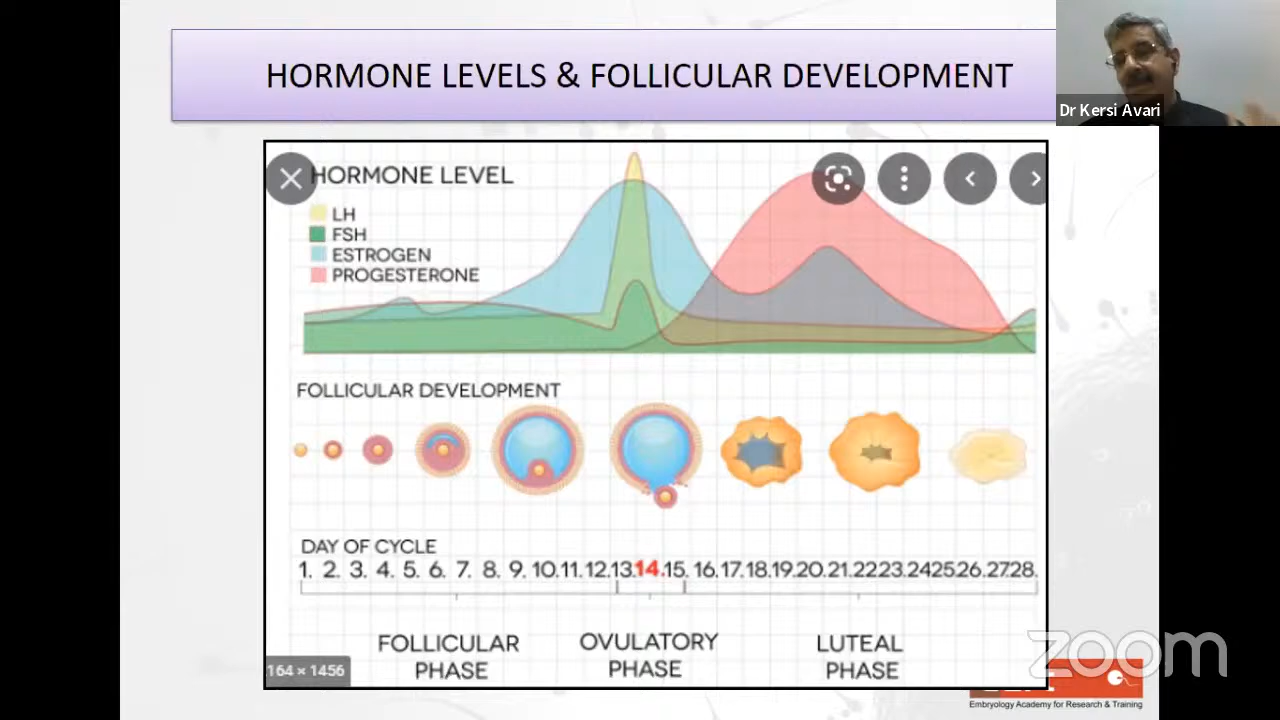 HORMONE LEVELS & FOLLICULAR DEVELOPMENT
Dr Kersi Avari
HORMONE LEVEL
LH
FSH
ESTROGEN
PROGESTERONE
FOLLICULAR DEVELOPMENT
DAY OF CYCLE
1. 2. 3. 4. 5. 6. 7. 8. 9. 10.11.12.13.14.15. 16.17.18.19.20.21.22.23.24.25.26.27.28.
FOLLICULAR
PHASE
OVULATORY
PHASE
LUTEAL
PHASE
164 × 1456
zoom
Embryology Academy for Research & Training